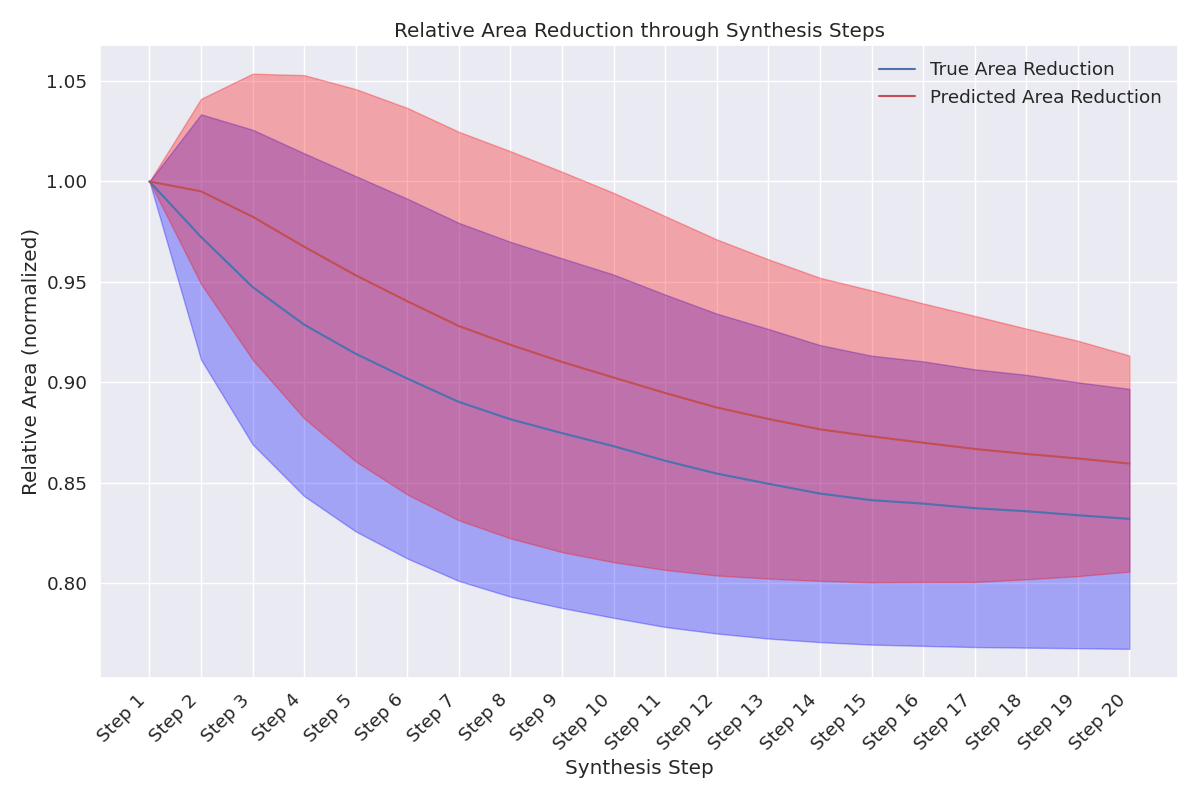 Relative Area Reduction through Synthesis Steps
True Area Reduction
Predicted Area Reduction
Relative Area (normalized)
1.05
1.00
0.95
0.90
0.85
0.80
Step 1
Step 2
Step 3
Step 4
Step 5
Step 6
Step 7
Step 8
Step 9
Step 10
Step 11
Step 12
Step 13
Step 14
Step 15
Step 16
Step 17
Step 18
Step 19
Step 20
Synthesis Step